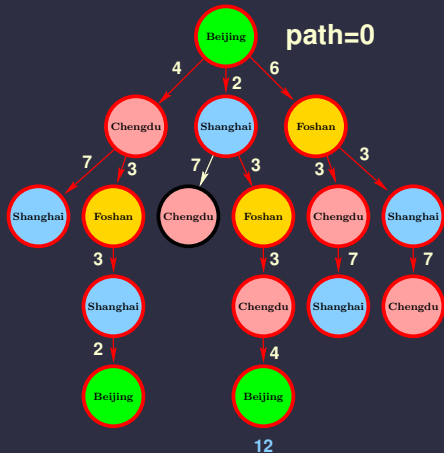 Beijing path=0
4 2 6
Chengdu Shanghai Foshan
7 3 7 3 3 3
Shanghai Foshan Chengdu Foshan Chengdu Shanghai
3 3 7 7
Shanghai Chengdu Shanghai Chengdu
2 4
Beijing Beijing
12